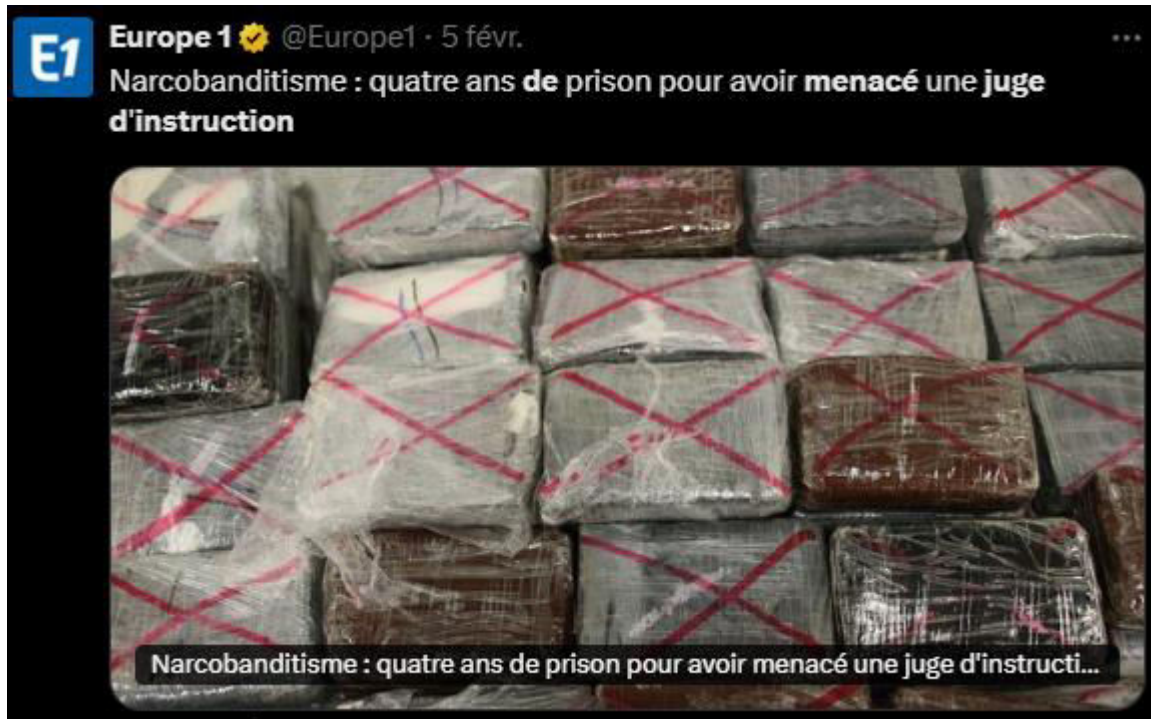 E1
Europe 1 @Europe1 · 5 févr.
Narcobanditisme : quatre ans de prison pour avoir menacé une juge
d'instruction
Narcobanditisme : quatre ans de prison pour avoir menacé une juge d'instructi...